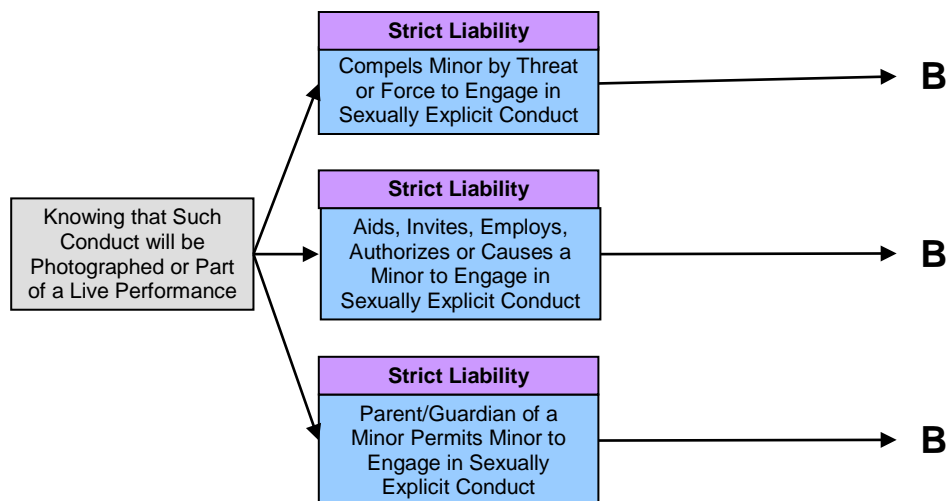 Strict Liability
Compels Minor by Threat
or Force to Engage in
Sexually Explicit Conduct
B
Knowing that Such
Conduct will be
Photographed or Part
of a Live Performance
Strict Liability
Aids, Invites, Employs,
Authorizes or Causes a
Minor to Engage in
Sexually Explicit Conduct
B
Strict Liability
Parent/Guardian of a
Minor Permits Minor to
Engage in Sexually
Explicit Conduct
B